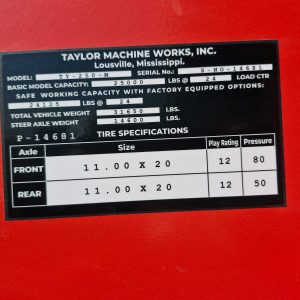 TAYLOR MACHINE WORKS, INC.
Lousville, Mississippi.
MODEL: TY-250-M SERIAL No.: S-NO-14681
BASIC MODEL CAPACITY: 25000 LBS @ 24 LOAD CTR
SAFE WORKING CAPACITY WITH FACTORY EQUIPPED OPTIONS:
24125 LBS @ 24
TOTAL VEHICLE WEIGHT 31650 LBS.
STEER AXLE WEIGHT 14600 LBS.
P-14681 TIRE SPECIFICATIONS
Axle Size Play Rating Pressure
FRONT 11.00 X 20 12 80
REAR 11.00 X 20 12 50